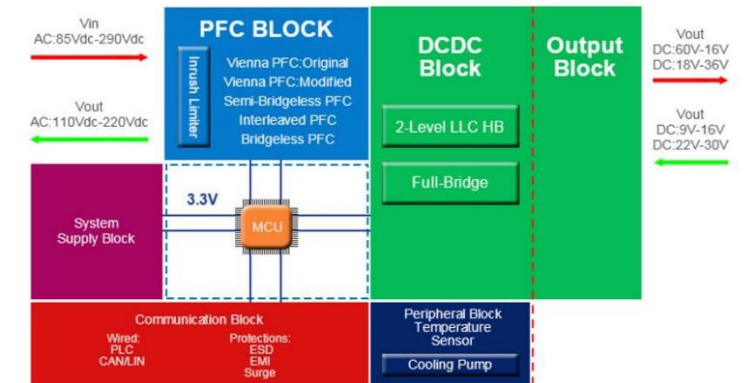 Vin
AC:85Vdc-290Vdc
Vout
AC:110Vdc-220Vdc
PFC BLOCK
Inrush Limiter
Vienna PFC:Original
Vienna PFC:Modified
Semi-Bridgeless PFC
Interleaved PFC
Bridgeless PFC
DCDC
Block
2-Level LLC HB
Full-Bridge
Output
Block
Vout
DC:60V-16V
DC:18V-36V
Vout
DC:9V-16V
DC:22V-30V
System
Supply Block
3.3V
MCU
Communication Block
Wired:
PLC
CAN/LIN
Protections:
ESD
EMI
Surge
Peripheral Block
Temperature
Sensor
Cooling Pump